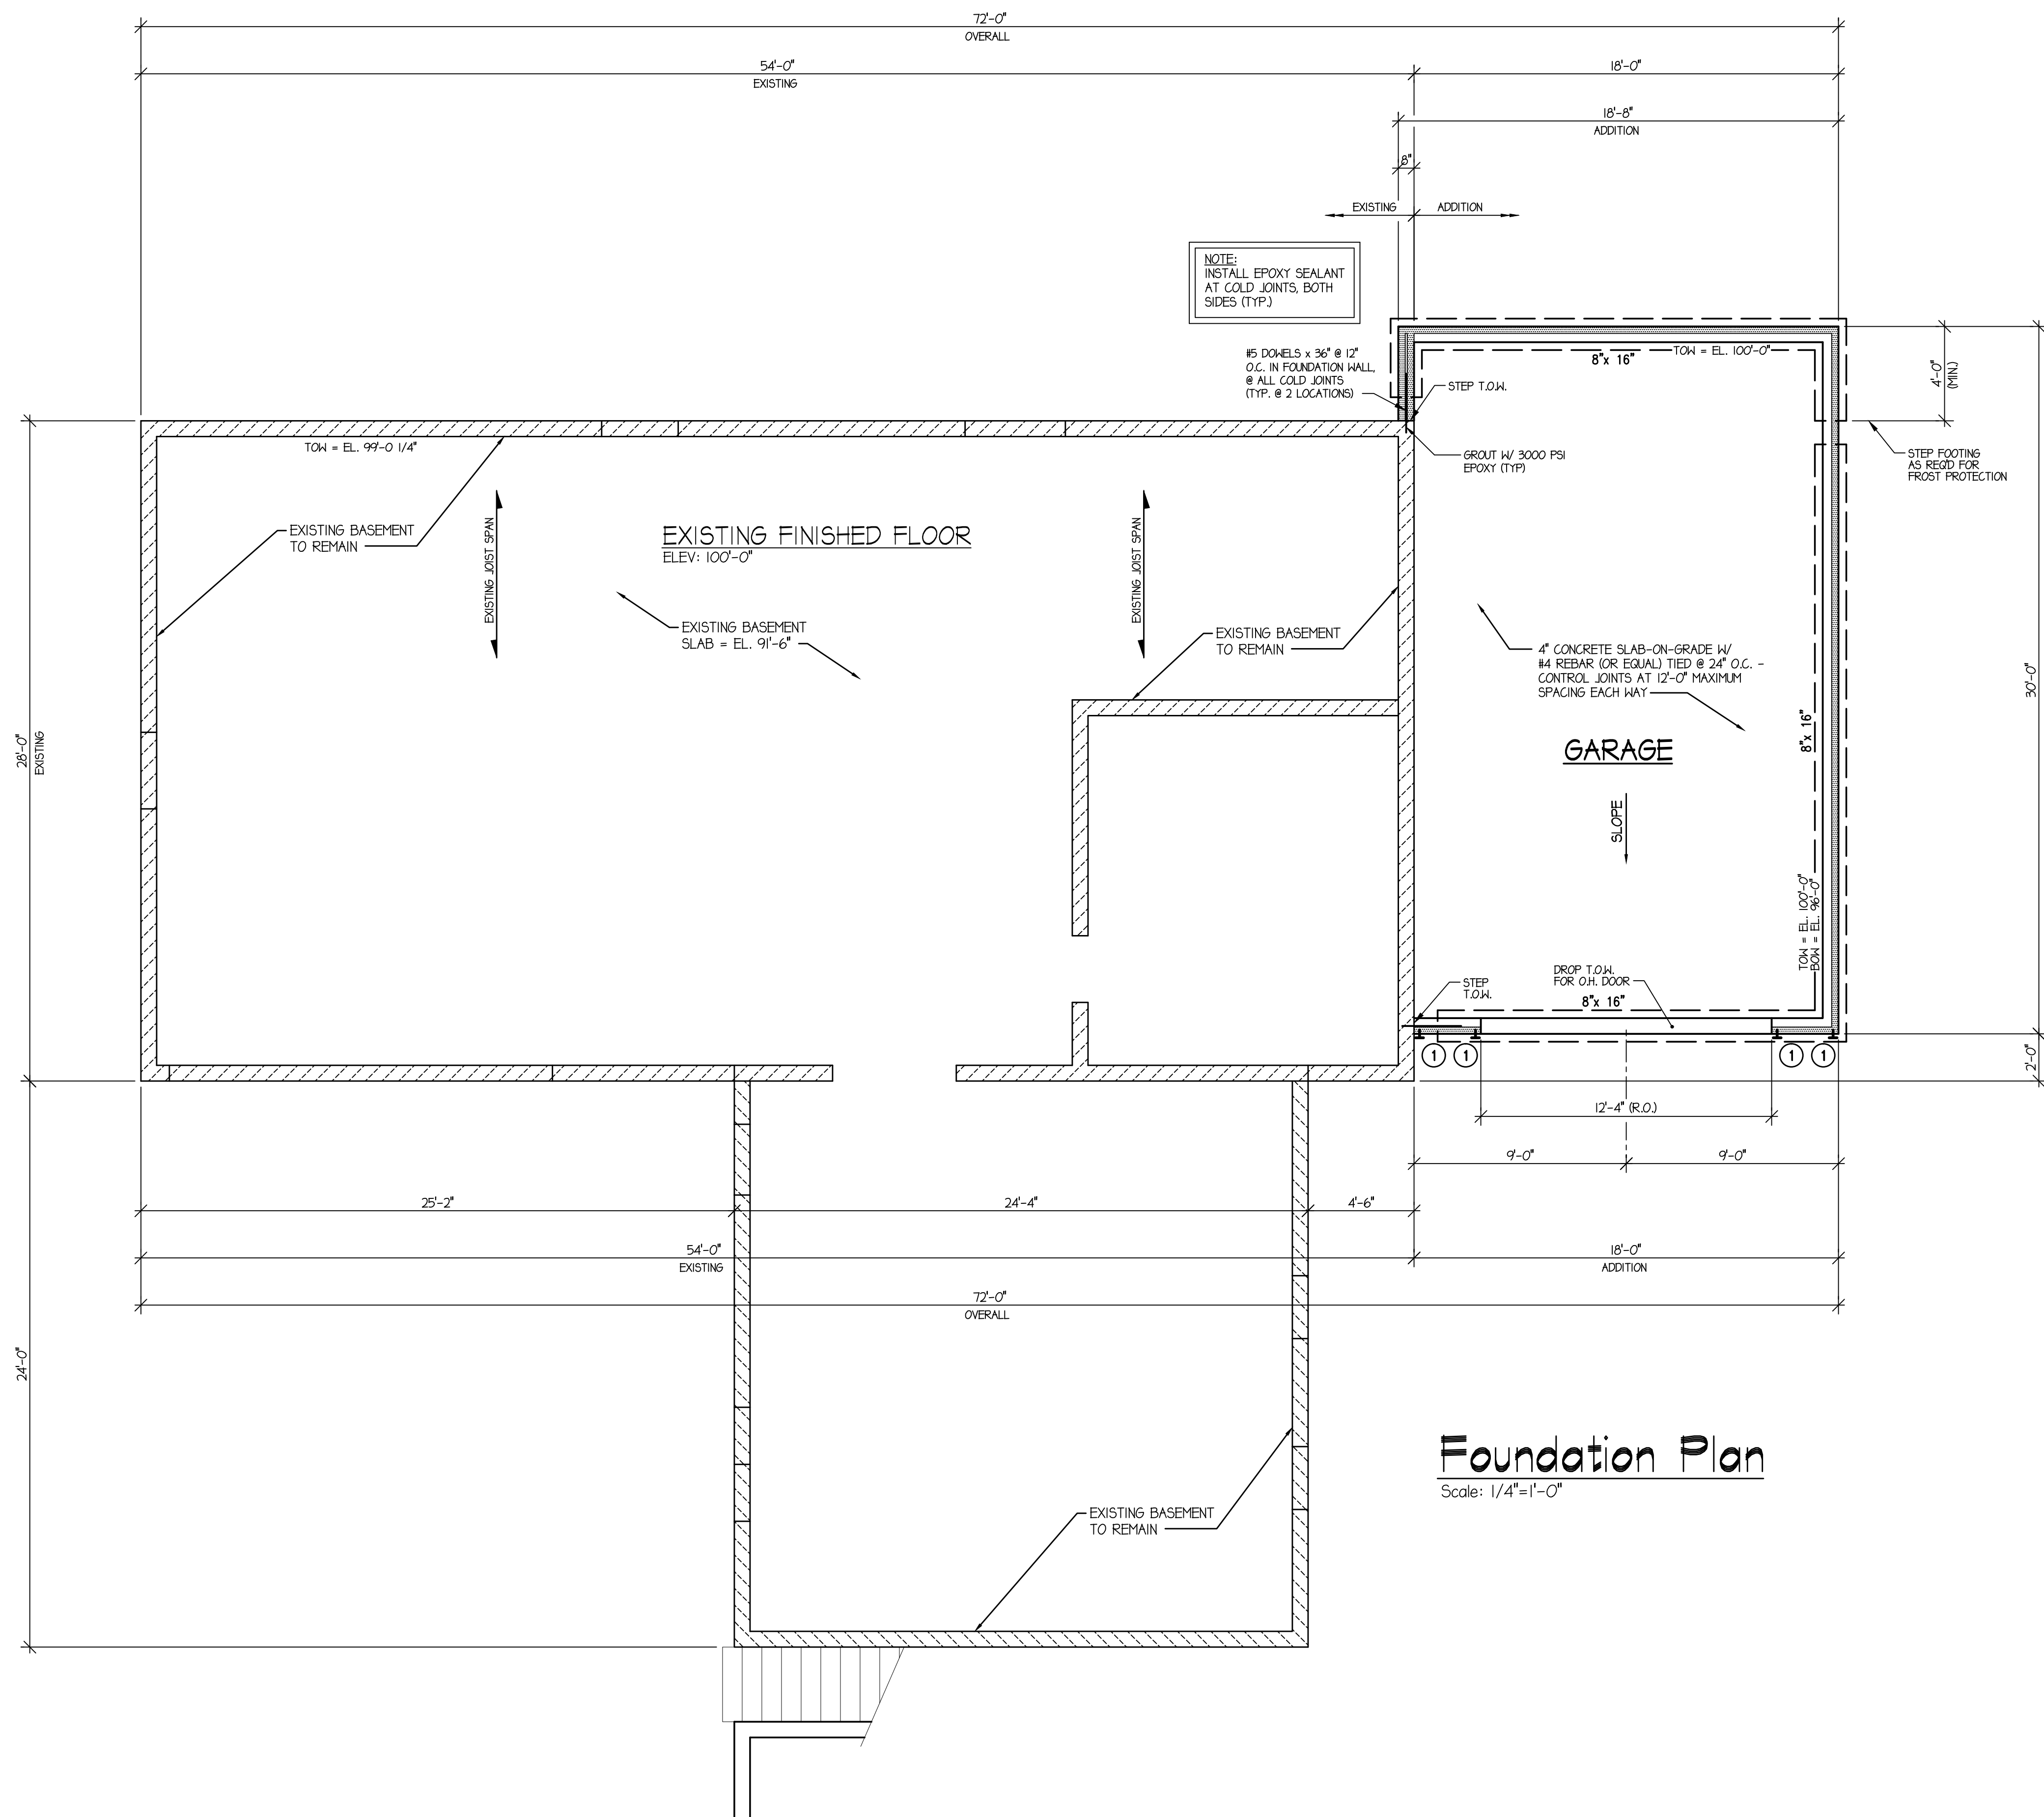 72'-0"
OVERALL
54'-0"
EXISTING
18'-0"
18'-8"
ADDITION
8"
EXISTING
ADDITION
NOTE:
INSTALL EPOXY SEALANT
AT COLD JOINTS, BOTH
SIDES (TYP.)
#5 DOWELS x 36" @ 12"
O.C. IN FOUNDATION WALL,
@ ALL COLD JOINTS
(TYP. @ 2 LOCATIONS)
8"x 16"
TOW = EL. 100'-0"
STEP T.O.W.
4'-0"
(MIN.)
GROUT W/ 3000 PSI
EPOXY (TYP)
STEP FOOTING
AS REQ'D FOR
FROST PROTECTION
TOW = EL. 99'-0 1/4"
EXISTING BASEMENT
TO REMAIN
EXISTING JOIST SPAN
EXISTING FINISHED FLOOR
ELEV: 100'-0"
EXISTING JOIST SPAN
EXISTING BASEMENT
SLAB = EL. 91'-6"
EXISTING BASEMENT
TO REMAIN
4" CONCRETE SLAB-ON-GRADE W/
#4 REBAR (OR EQUAL) TIED @ 24" O.C. -
CONTROL JOINTS AT 12'-0" MAXIMUM
SPACING EACH WAY
30'-0"
28'-0"
EXISTING
8"x 16"
GARAGE
SLOPE
TOW = EL. 100'-0"
BOW = EL. 96'-0"
STEP
T.O.W.
DROP T.O.W.
FOR O.H. DOOR
8"x 16"
1
1
1
1
2'-0"
12'-4" (R.O.)
9'-0"
9'-0"
25'-2"
24'-4"
4'-6"
54'-0"
EXISTING
18'-0"
ADDITION
72'-0"
OVERALL
24'-0"
Foundation Plan
Scale: 1/4"=1'-0"
EXISTING BASEMENT
TO REMAIN